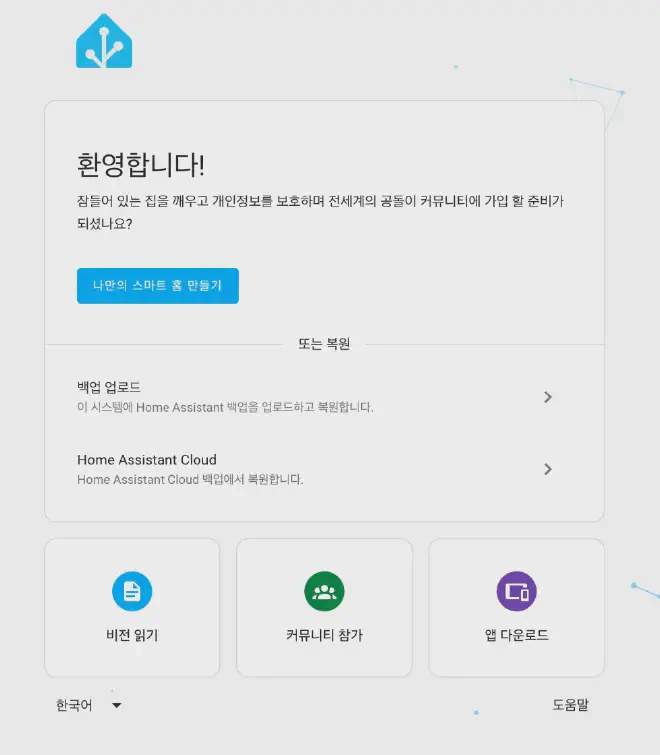 환영합니다!
잠들어 있는 집을 깨우고 개인정보를 보호하며 전세계의 공돌이 커뮤니티에 가입 할 준비가
되셨나요?
나만의 스마트 홈 만들기
또는 복원
백업 업로드
이 시스템에 Home Assistant 백업을 업로드하고 복원합니다.
Home Assistant Cloud
Home Assistant Cloud 백업에서 복원합니다.
비전 읽기
커뮤니티 참가
앱 다운로드
한국어
도움말